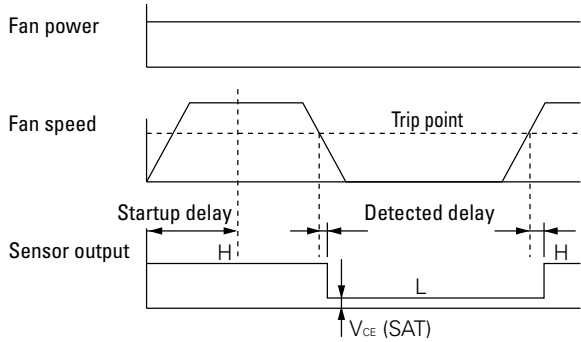 Fan power
Fan speed
Trip point
Startup delay
Detected delay
Sensor output
H
H
L
VCE (SAT)